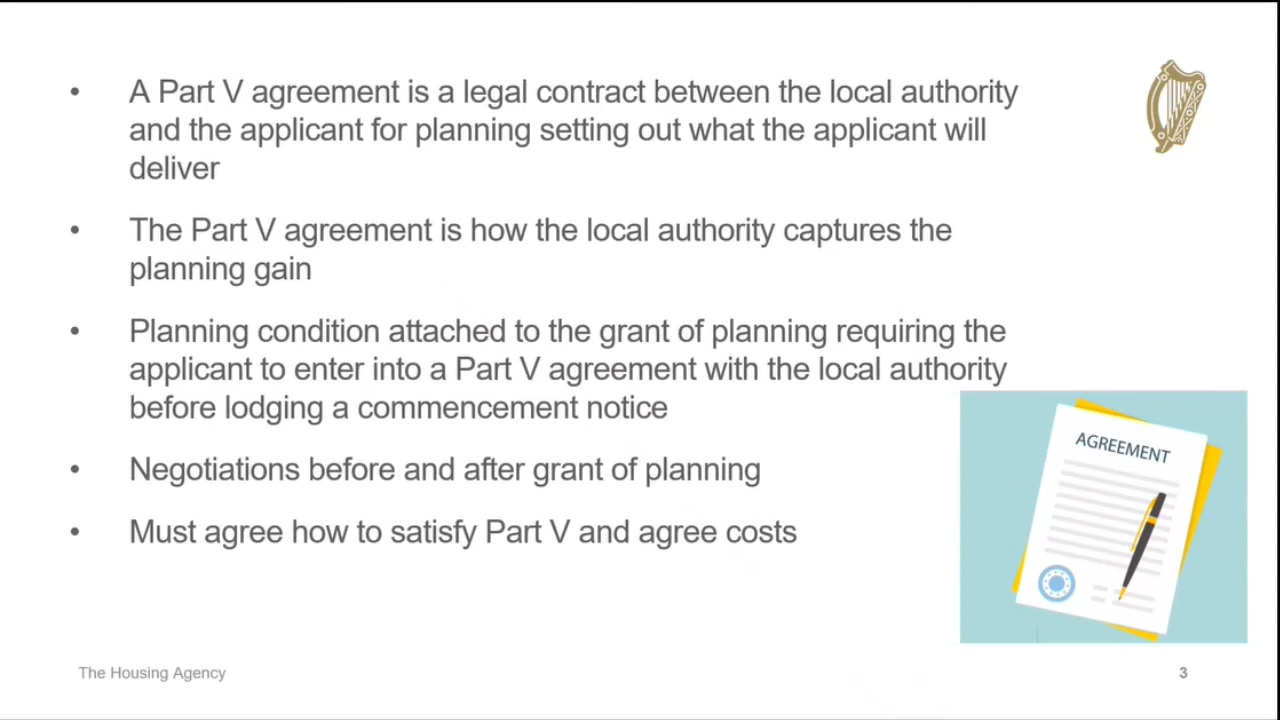 • A Part V agreement is a legal contract between the local authority
and the applicant for planning setting out what the applicant will
deliver
• The Part V agreement is how the local authority captures the
planning gain
• Planning condition attached to the grant of planning requiring the
applicant to enter into a Part V agreement with the local authority
before lodging a commencement notice
• Negotiations before and after grant of planning
• Must agree how to satisfy Part V and agree costs
AGREEMENT
The Housing Agency
3